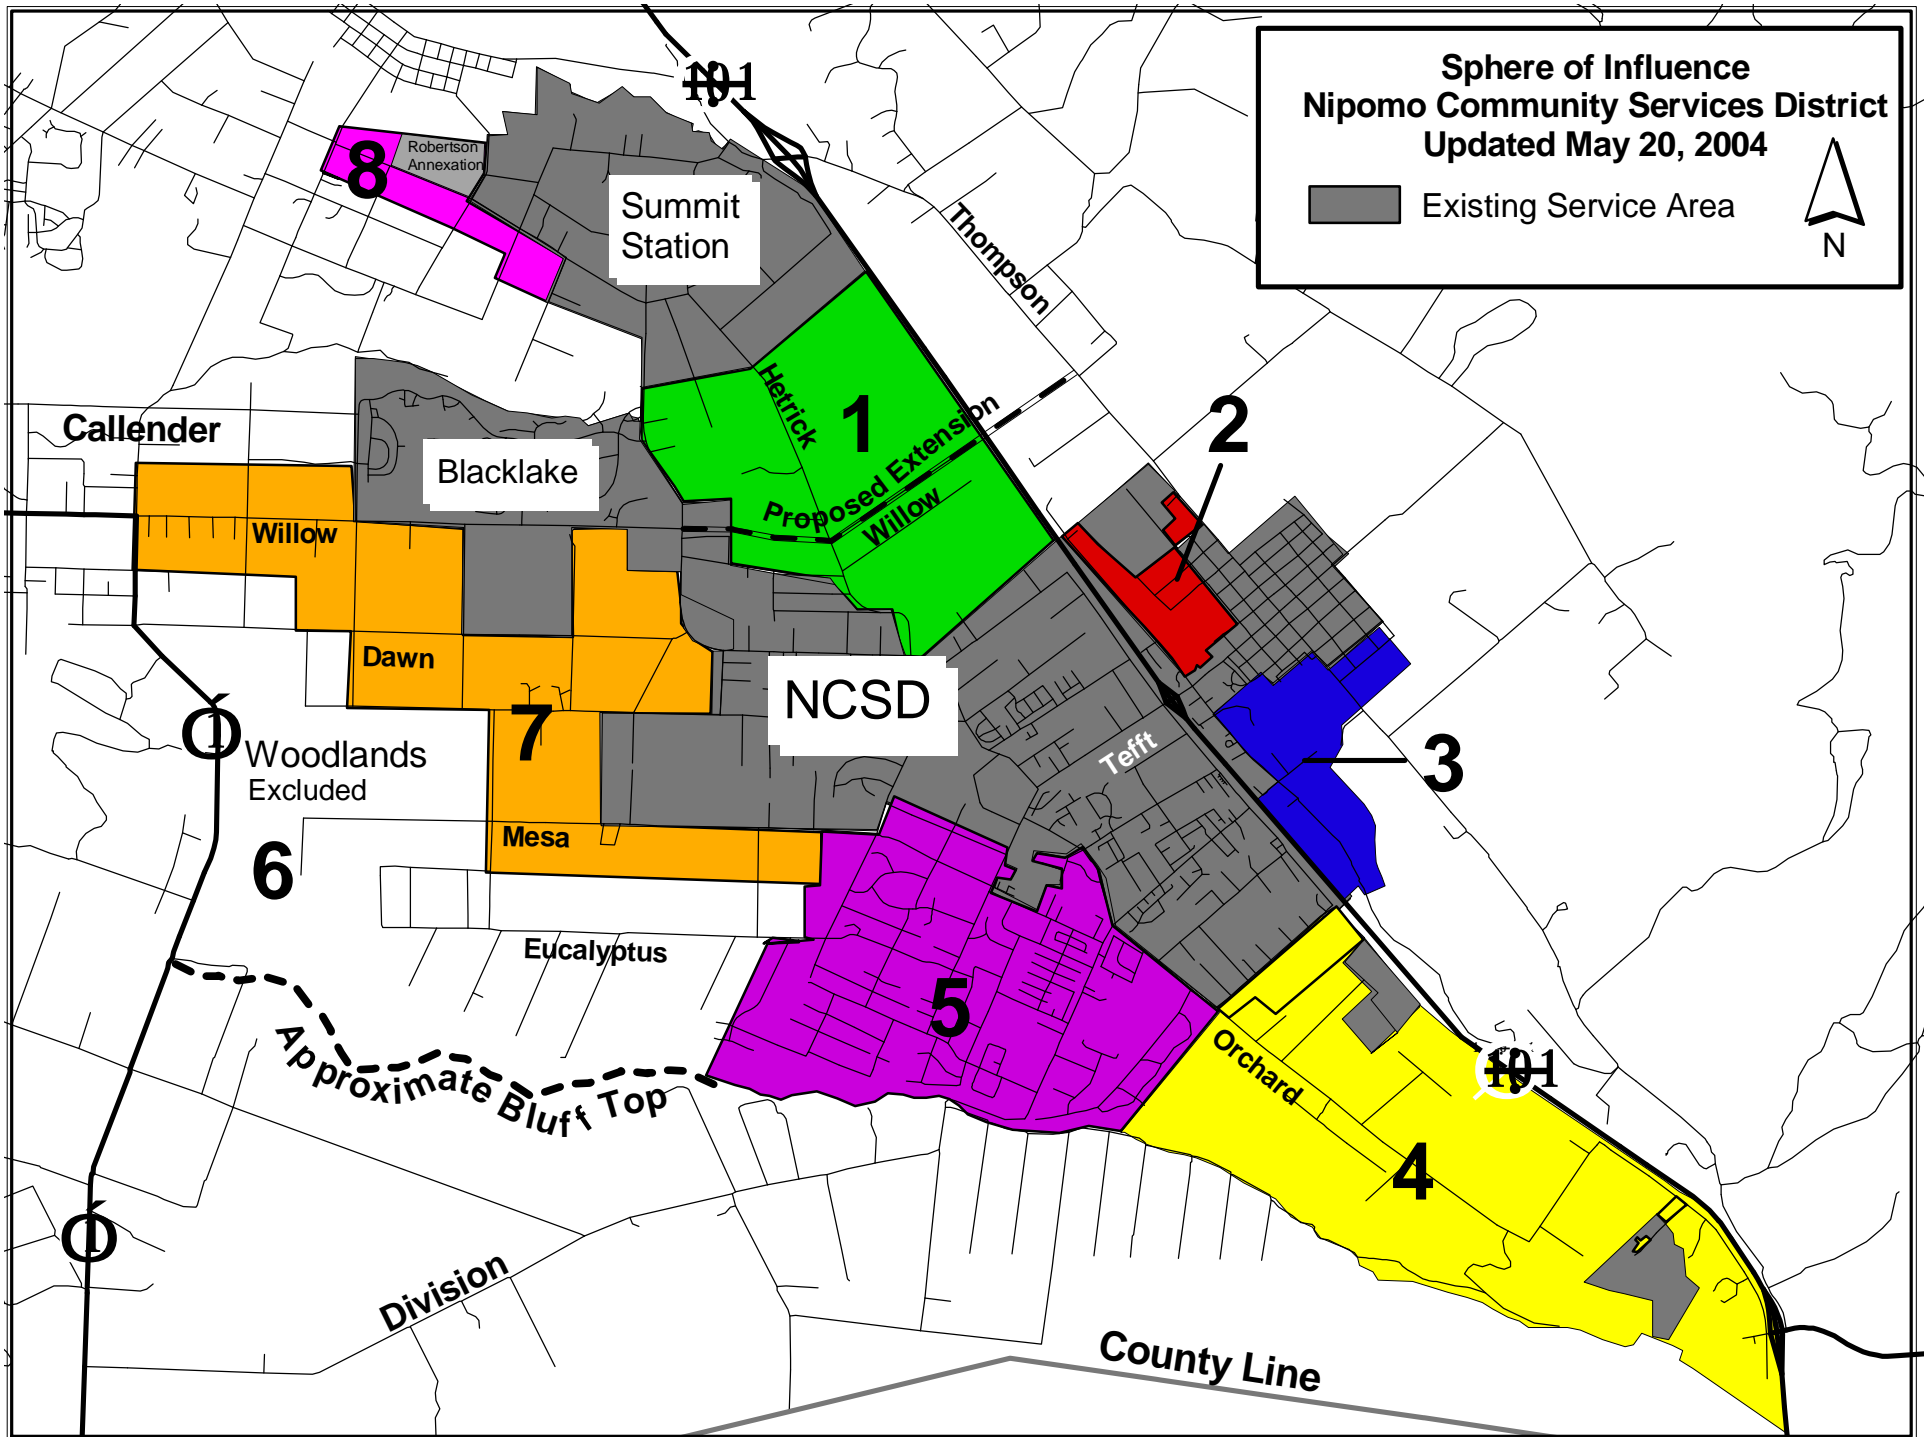 Sphere of Influence
Nipomo Community Services District
Updated May 20, 2004
Existing Service Area
N
101
8
Robertson
Annexation
Summit
Station
Thompson
Hetrick
1
Proposed Extension
Willow
2
Callender
Blacklake
Willow
Dawn
NCSD
Tefft
3
7
1
Woodlands
Excluded
Mesa
6
Eucalyptus
5
Orchard
101
Approximate Bluff Top
4
1
Division
County Line